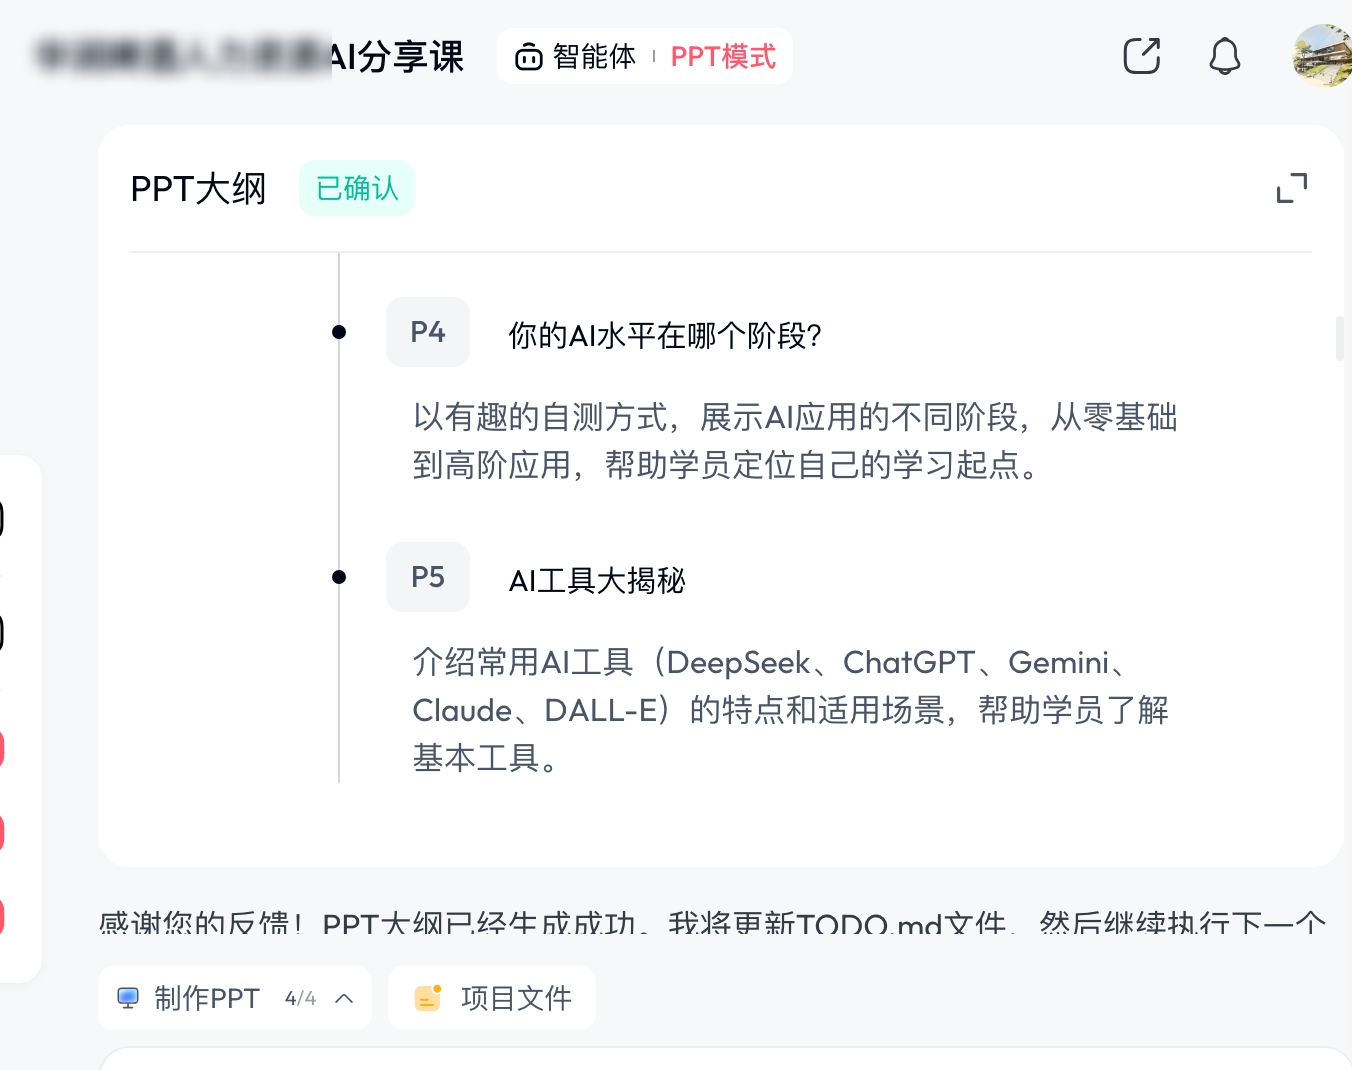 AI分享课
智能体
PPT模式
PPT大纲
已确认
P4
你的AI水平在哪个阶段？
以有趣的自测方式，展示AI应用的不同阶段，从零基础
到高阶应用，帮助学员定位自己的学习起点。
P5
AI工具大揭秘
介绍常用AI工具（DeepSeek、ChatGPT、Gemini、
Claude、DALL-E）的特点和适用场景，帮助学员了解
基本工具。
感谢您的反馈！PPT大纲已经生成成功。我将更新TODO.md文件，然后继续执行下一个
制作PPT 4/4
项目文件